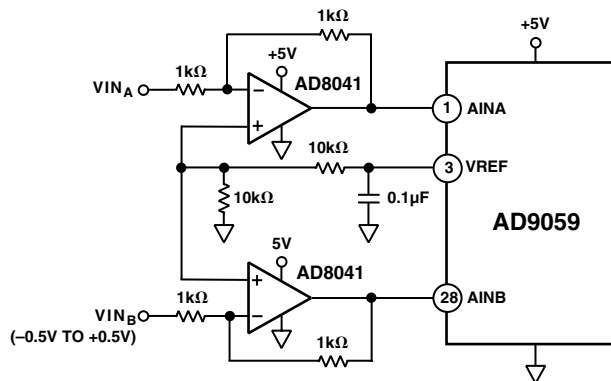 1kΩ
+5V
+5V
AD8041
1kΩ
VINA
−
+
1
AINA
10kΩ
3
VREF
10kΩ
0.1µF
AD9059
5V
AD8041
+
−
1kΩ
28
AINB
VINB
(–0.5V TO +0.5V)
1kΩ